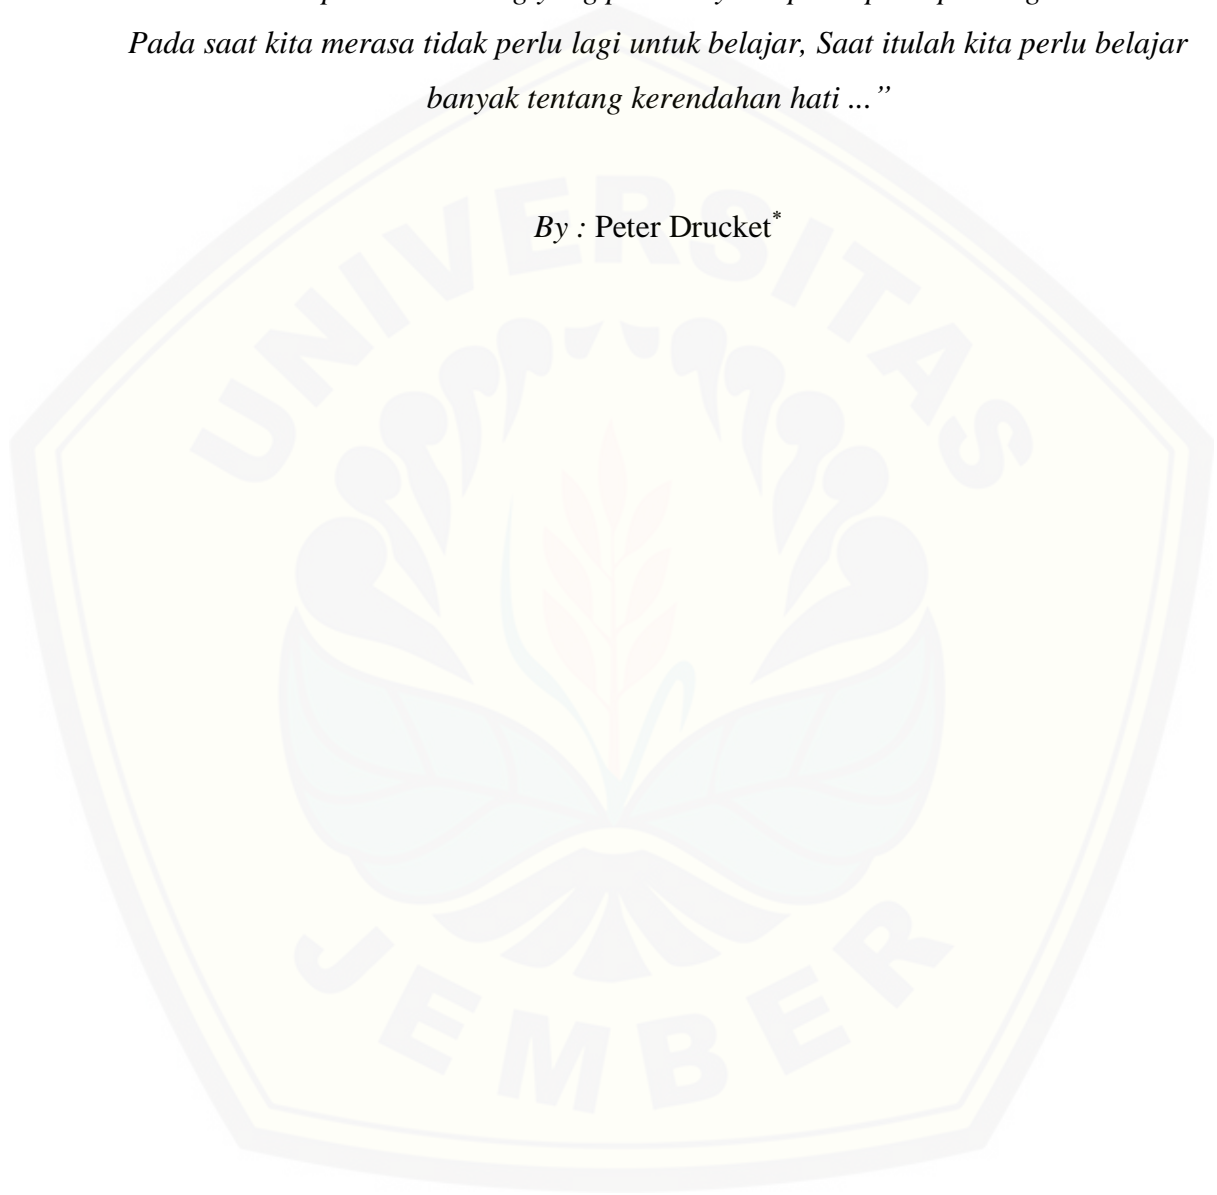 Pada saat kita merasa tidak perlu lagi untuk belajar, Saat itulah kita perlu belajar
banyak tentang kerendahan hati ...”
By : Peter Drucket*
UNIVERSITAS
JEMBER